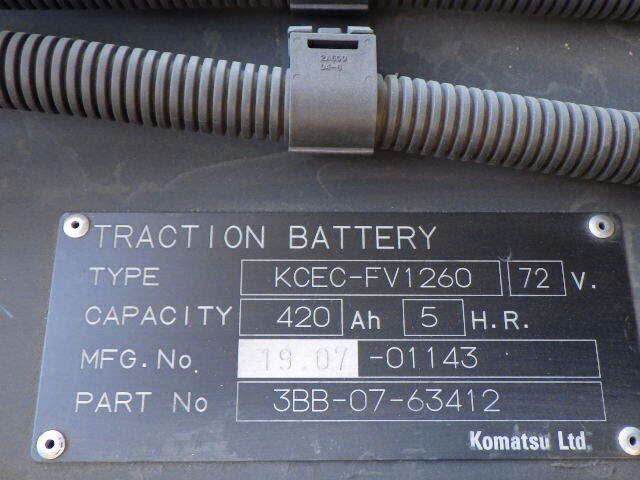 2A650
TRACTION BATTERY
TYPE KCEC-FV1260 72 V.
CAPACITY 420 Ah 5 H.R.
MFG.No. 19.07 -01143
PART No 3BB-07-63412
Komatsu Ltd.